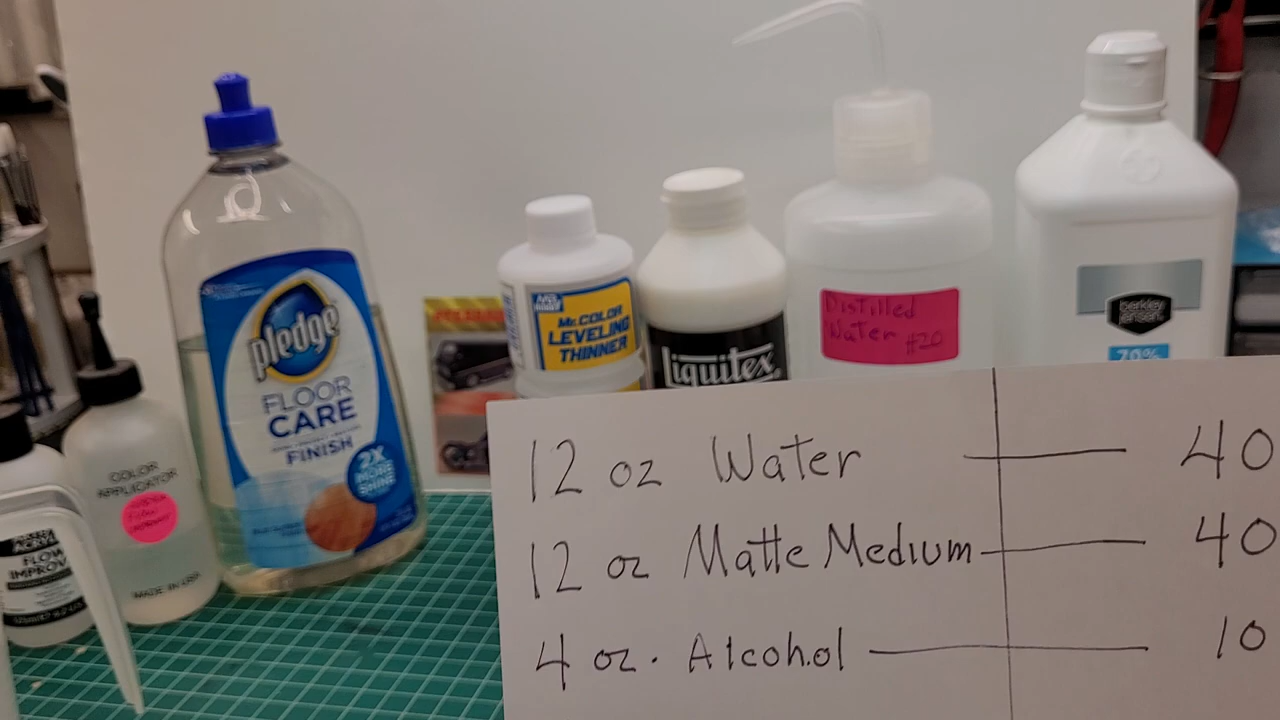 pledge
FLOOR
CARE
FINISH
2X
MORE
SHINE
COLOR
APPLICATOR
MADE IN USA
FLOW
IMPROV
Mr.COLOR
LEVELING
THINNER
liquitex
Distilled
Water #20
berkley
jensen
70%
12 oz Water 40
12 oz Matte Medium 40
4 oz. Alcohol 10